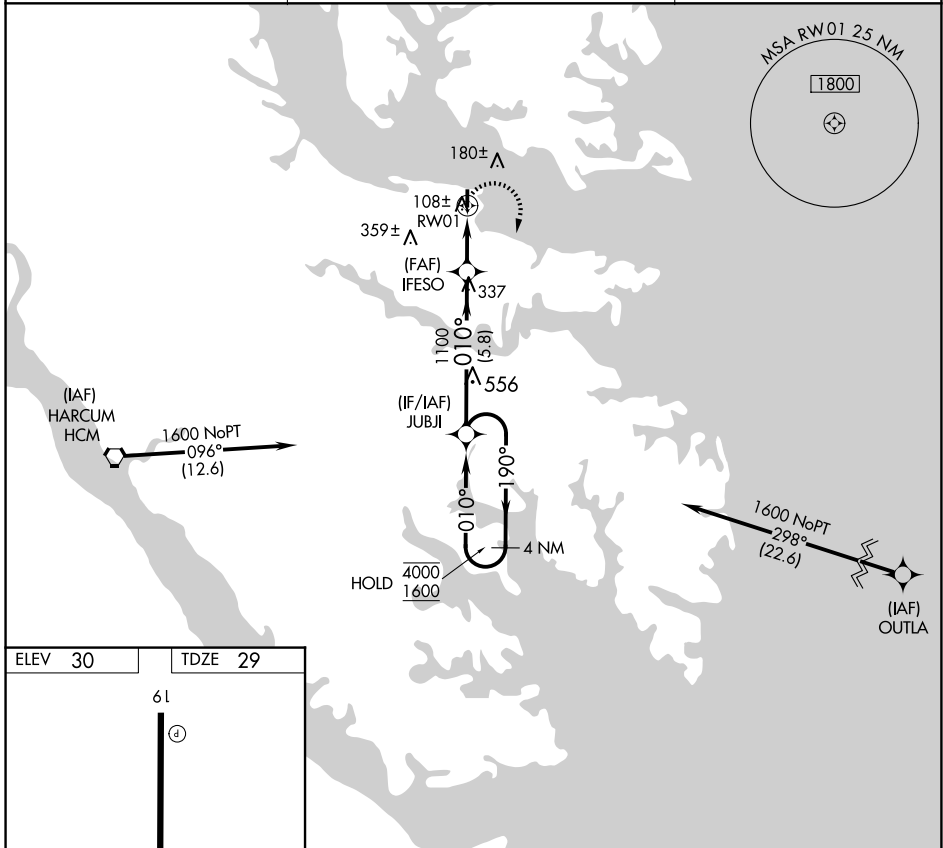 MSA RW01 25 NM
1800
180±
108±
RW01
359±
(FAF)
IFESO
337
1100
010°
(5.8)
556
(IF/IAF)
JUBJI
(IAF)
HARCUM
HCM
1600 NoPT
096°
(12.6)
010°
190°
4 NM
HOLD
4000
1600
1600 NoPT
298°
(22.6)
(IAF)
OUTLA
ELEV 30
TDZE 29
19
P